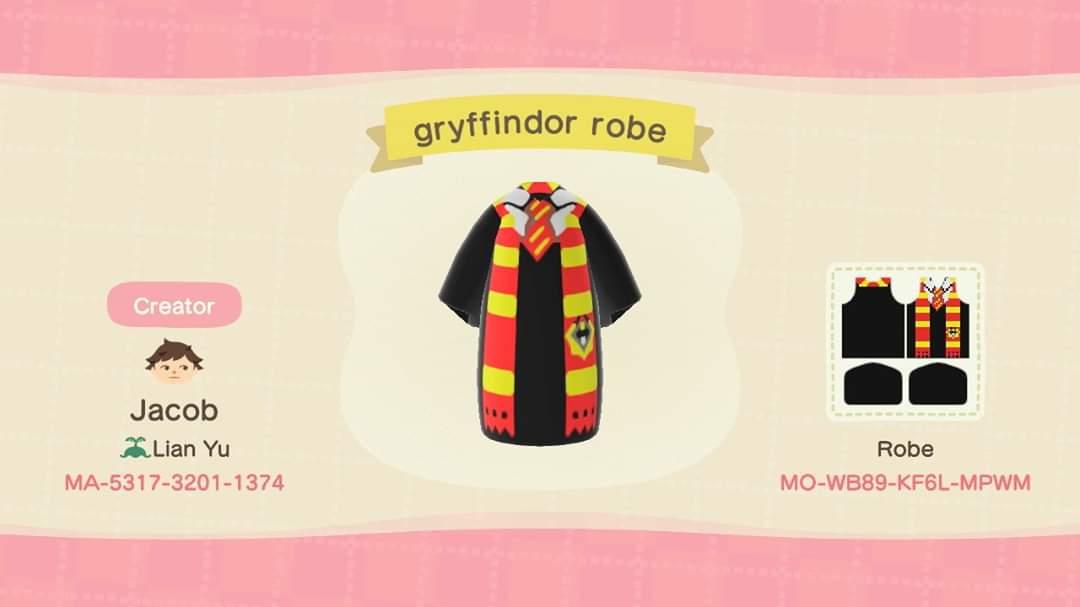 gryffindor robe
Creator
Jacob
Lian Yu
MA-5317-3201-1374
Robe
MO-WB89-KF6L-MPWM